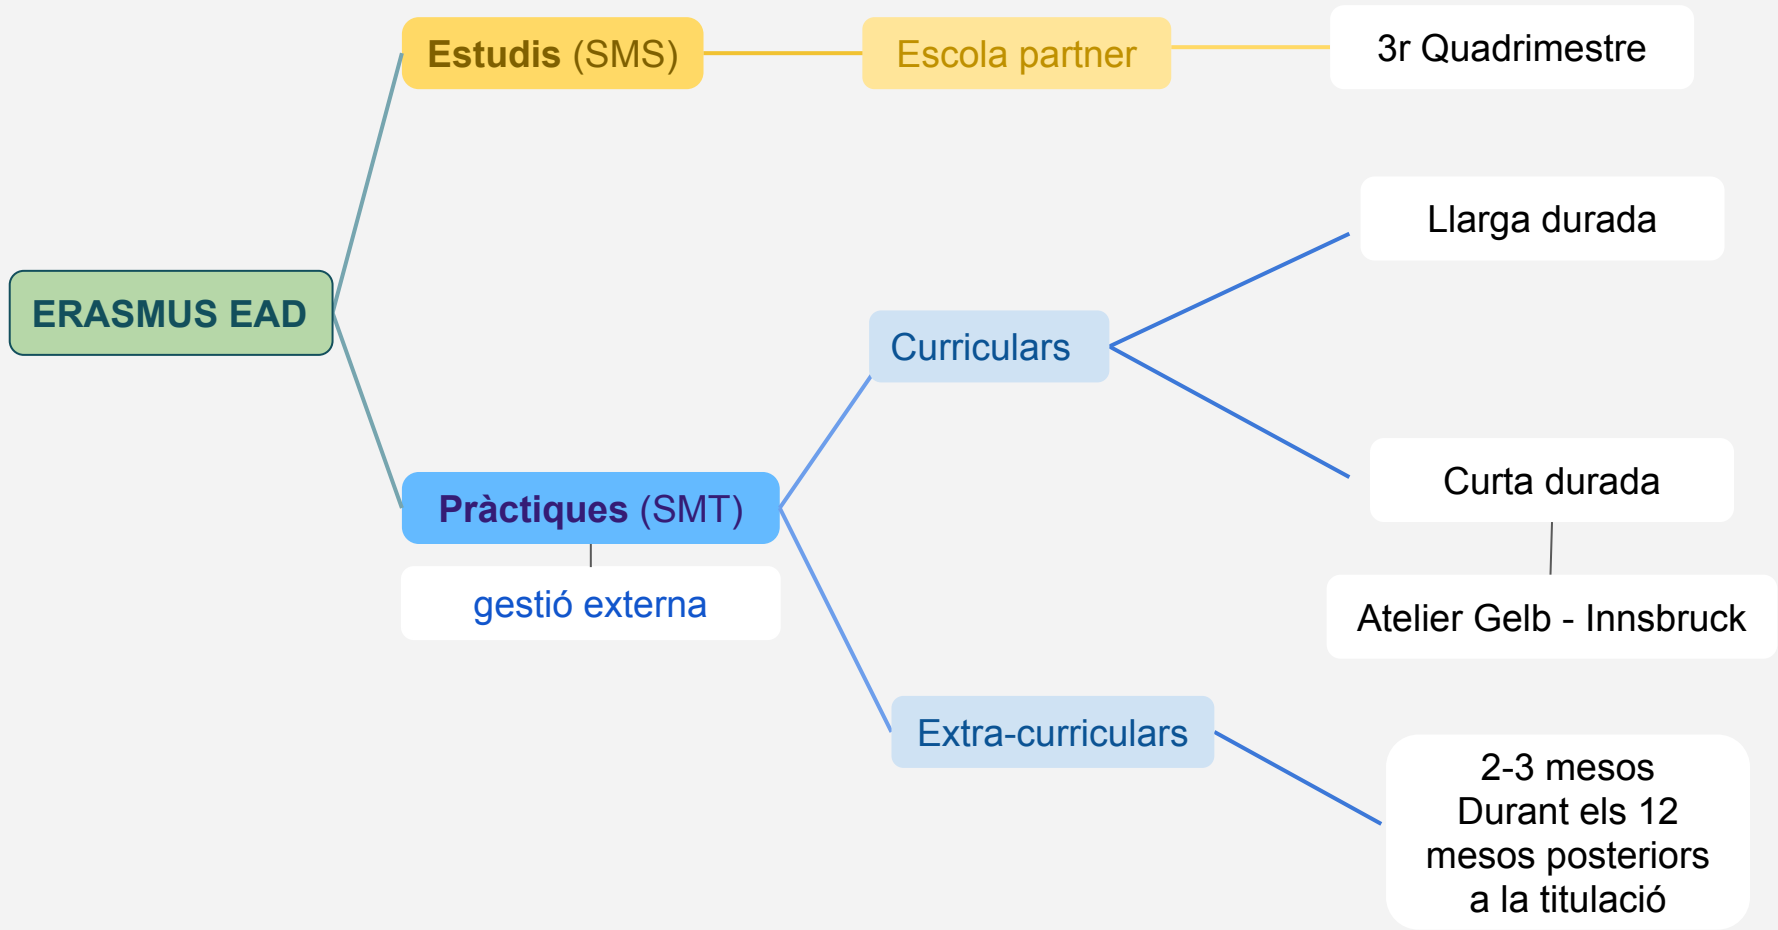 Estudis (SMS)
Escola partner
3r Quadrimestre
Llarga durada
ERASMUS EAD
Curriculars
Curta durada
Pràctiques (SMT)
gestió externa
Atelier Gelb - Innsbruck
Extra-curriculars
2-3 mesos
Durant els 12
mesos posteriors
a la titulació